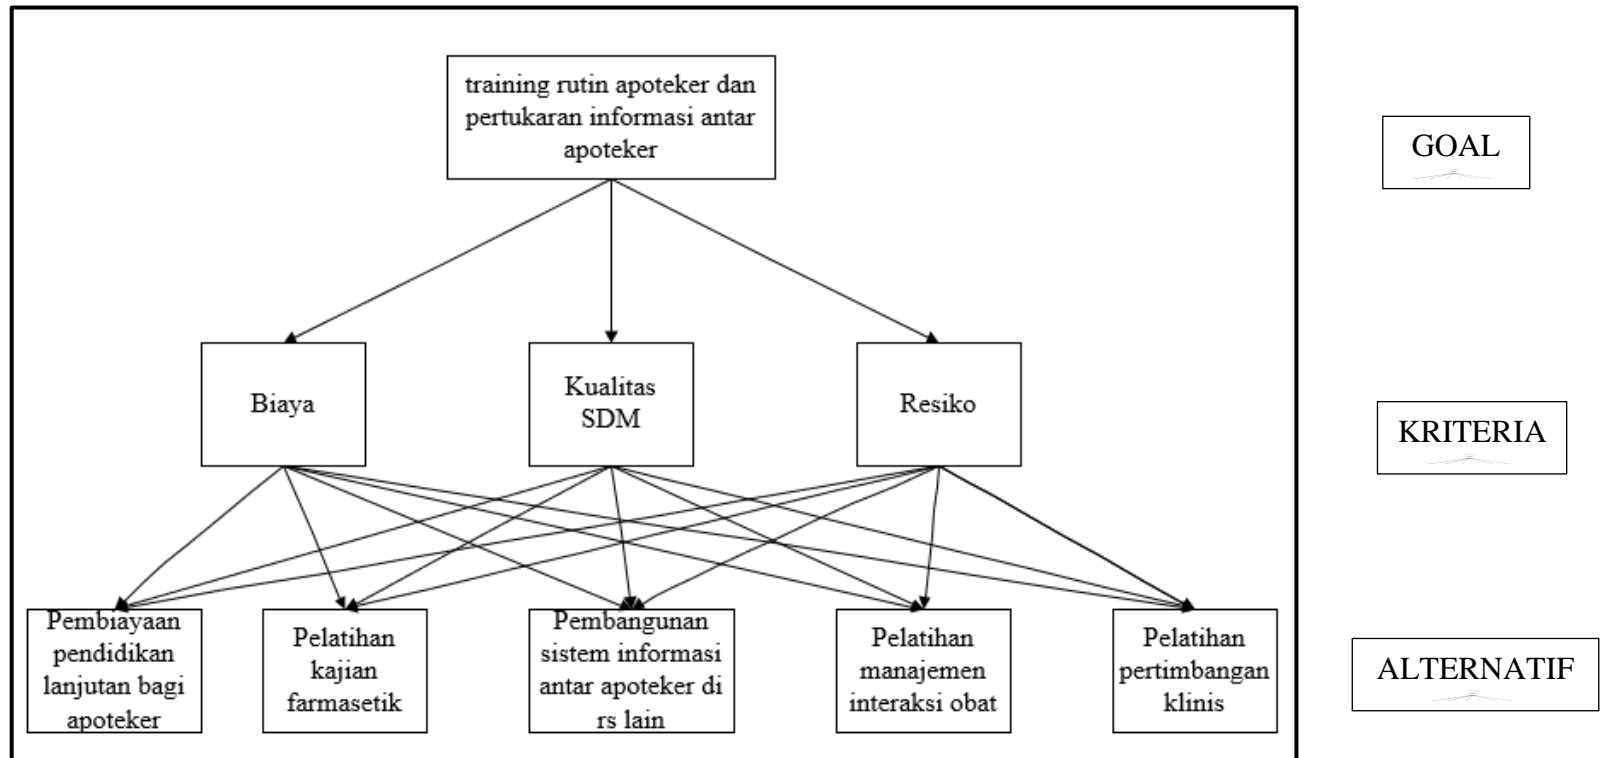 training rutin apoteker dan
pertukaran informasi antar
apoteker
GOAL
Biaya
Kualitas
SDM
Resiko
KRITERIA
Pembiayaan
pendidikan
lanjutan bagi
apoteker
Pelatihan
kajian
farmasetik
Pembangunan
sistem informasi
antar apoteker di
rs lain
Pelatihan
manajemen
interaksi obat
Pelatihan
pertimbangan
klinis
ALTERNATIF